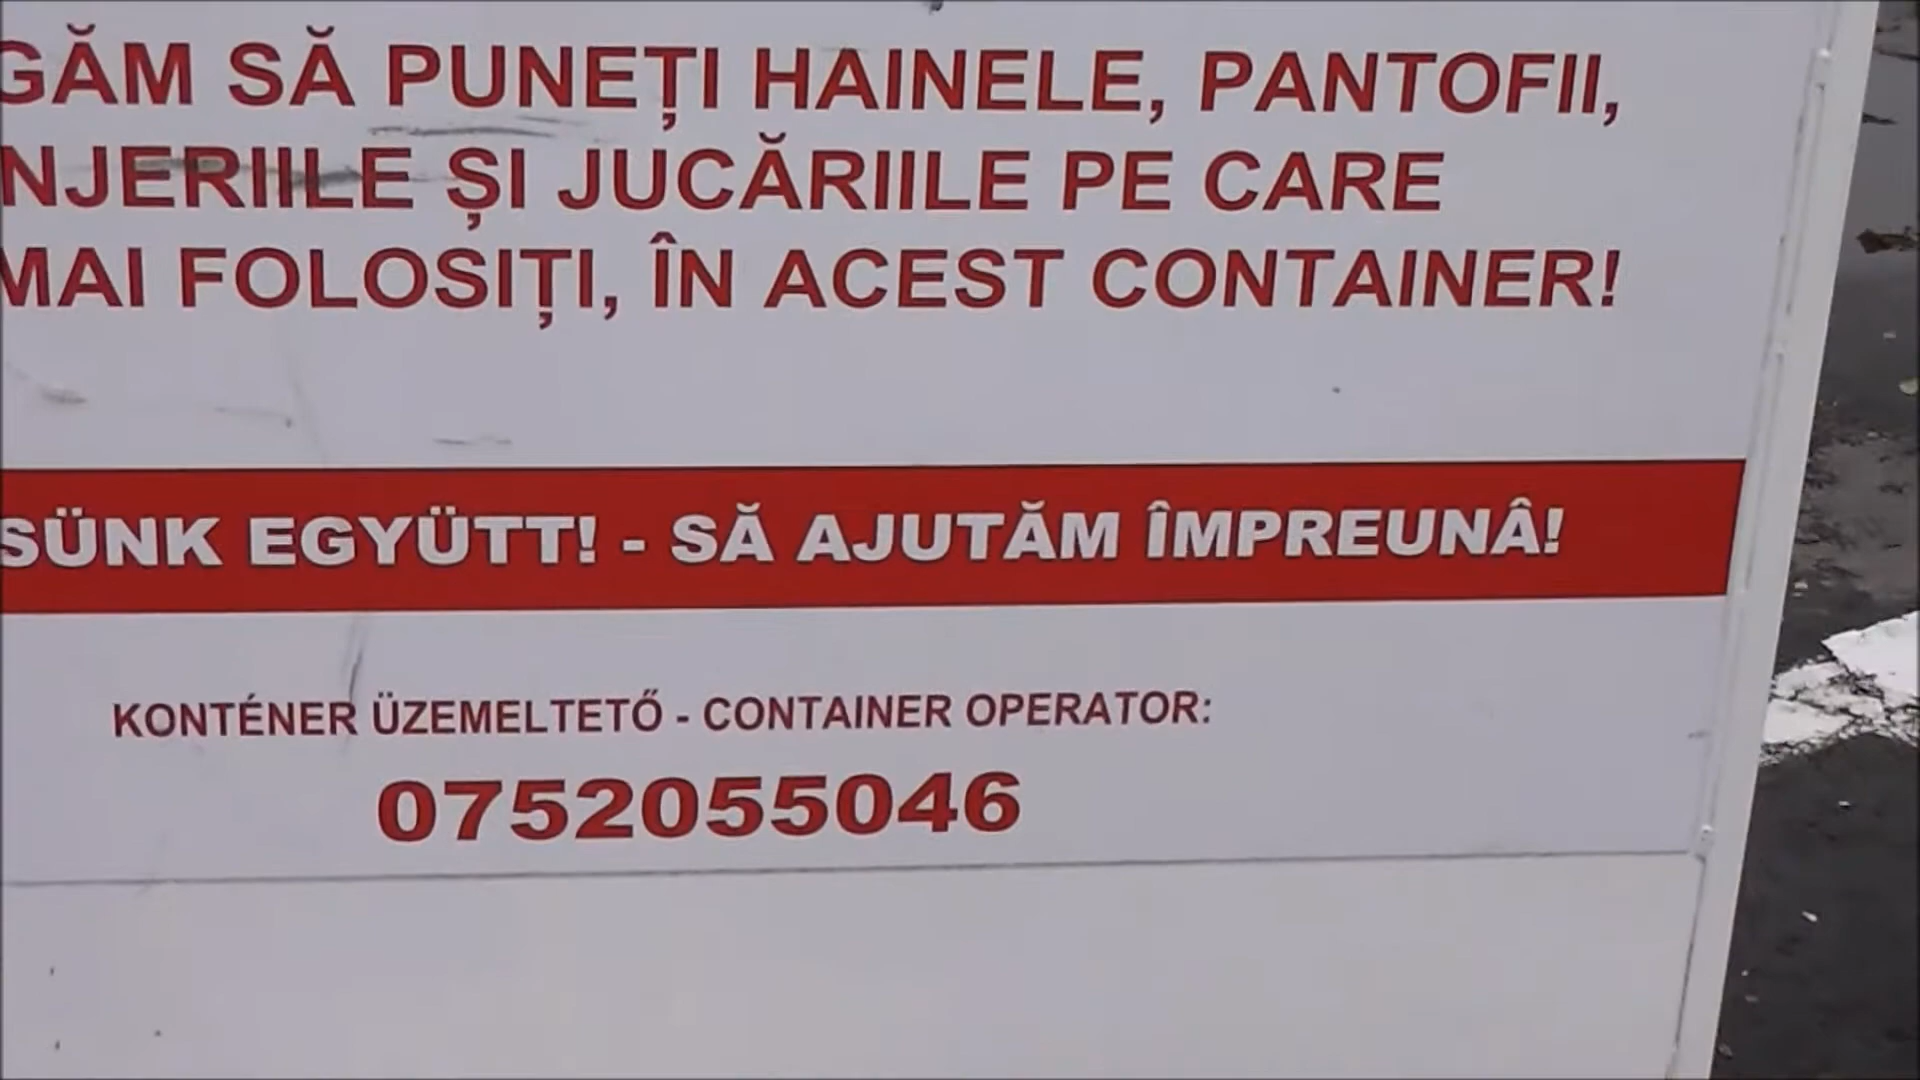 GĂM SĂ PUNEȚI HAINELE, PANTOFII,
NJERIILE ȘI JUCĂRIILE PE CARE
MAI FOLOSIȚI, ÎN ACEST CONTAINER!
SÜNK EGYÜTT! - SĂ AJUTĂM ÎMPREUNÂ!
KONTÉNER ÜZEMELTETŐ - CONTAINER OPERATOR:
0752055046